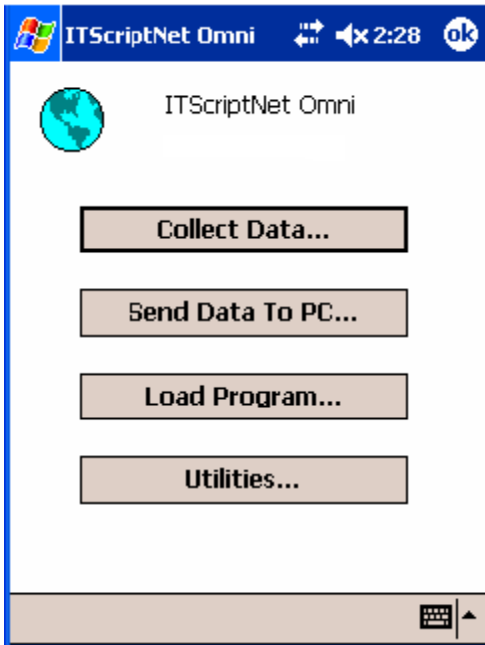 ITScriptNet Omni 2:28 ok
ITScriptNet Omni
Collect Data...
Send Data To PC...
Load Program...
Utilities...